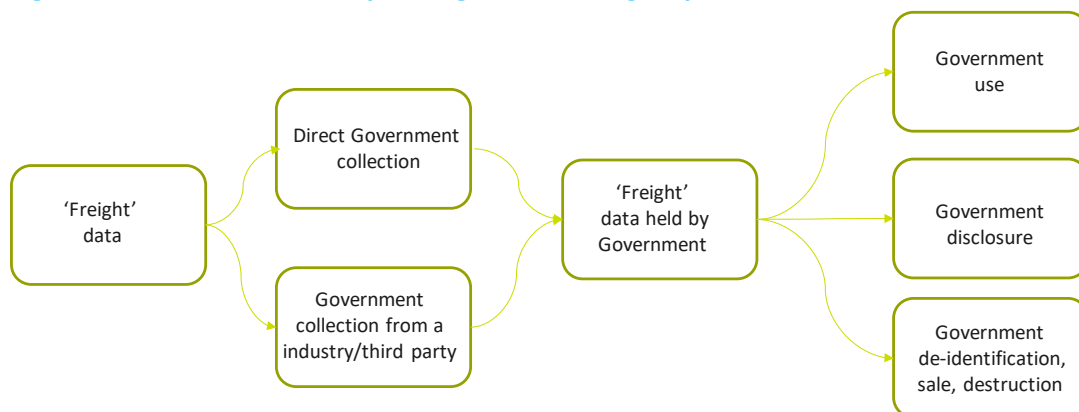 'Freight'
data
Direct Government
collection
Government
collection from a
industry/third party
'Freight'
data held by
Government
Government
use
Government
disclosure
Government
de-identification,
sale, destruction